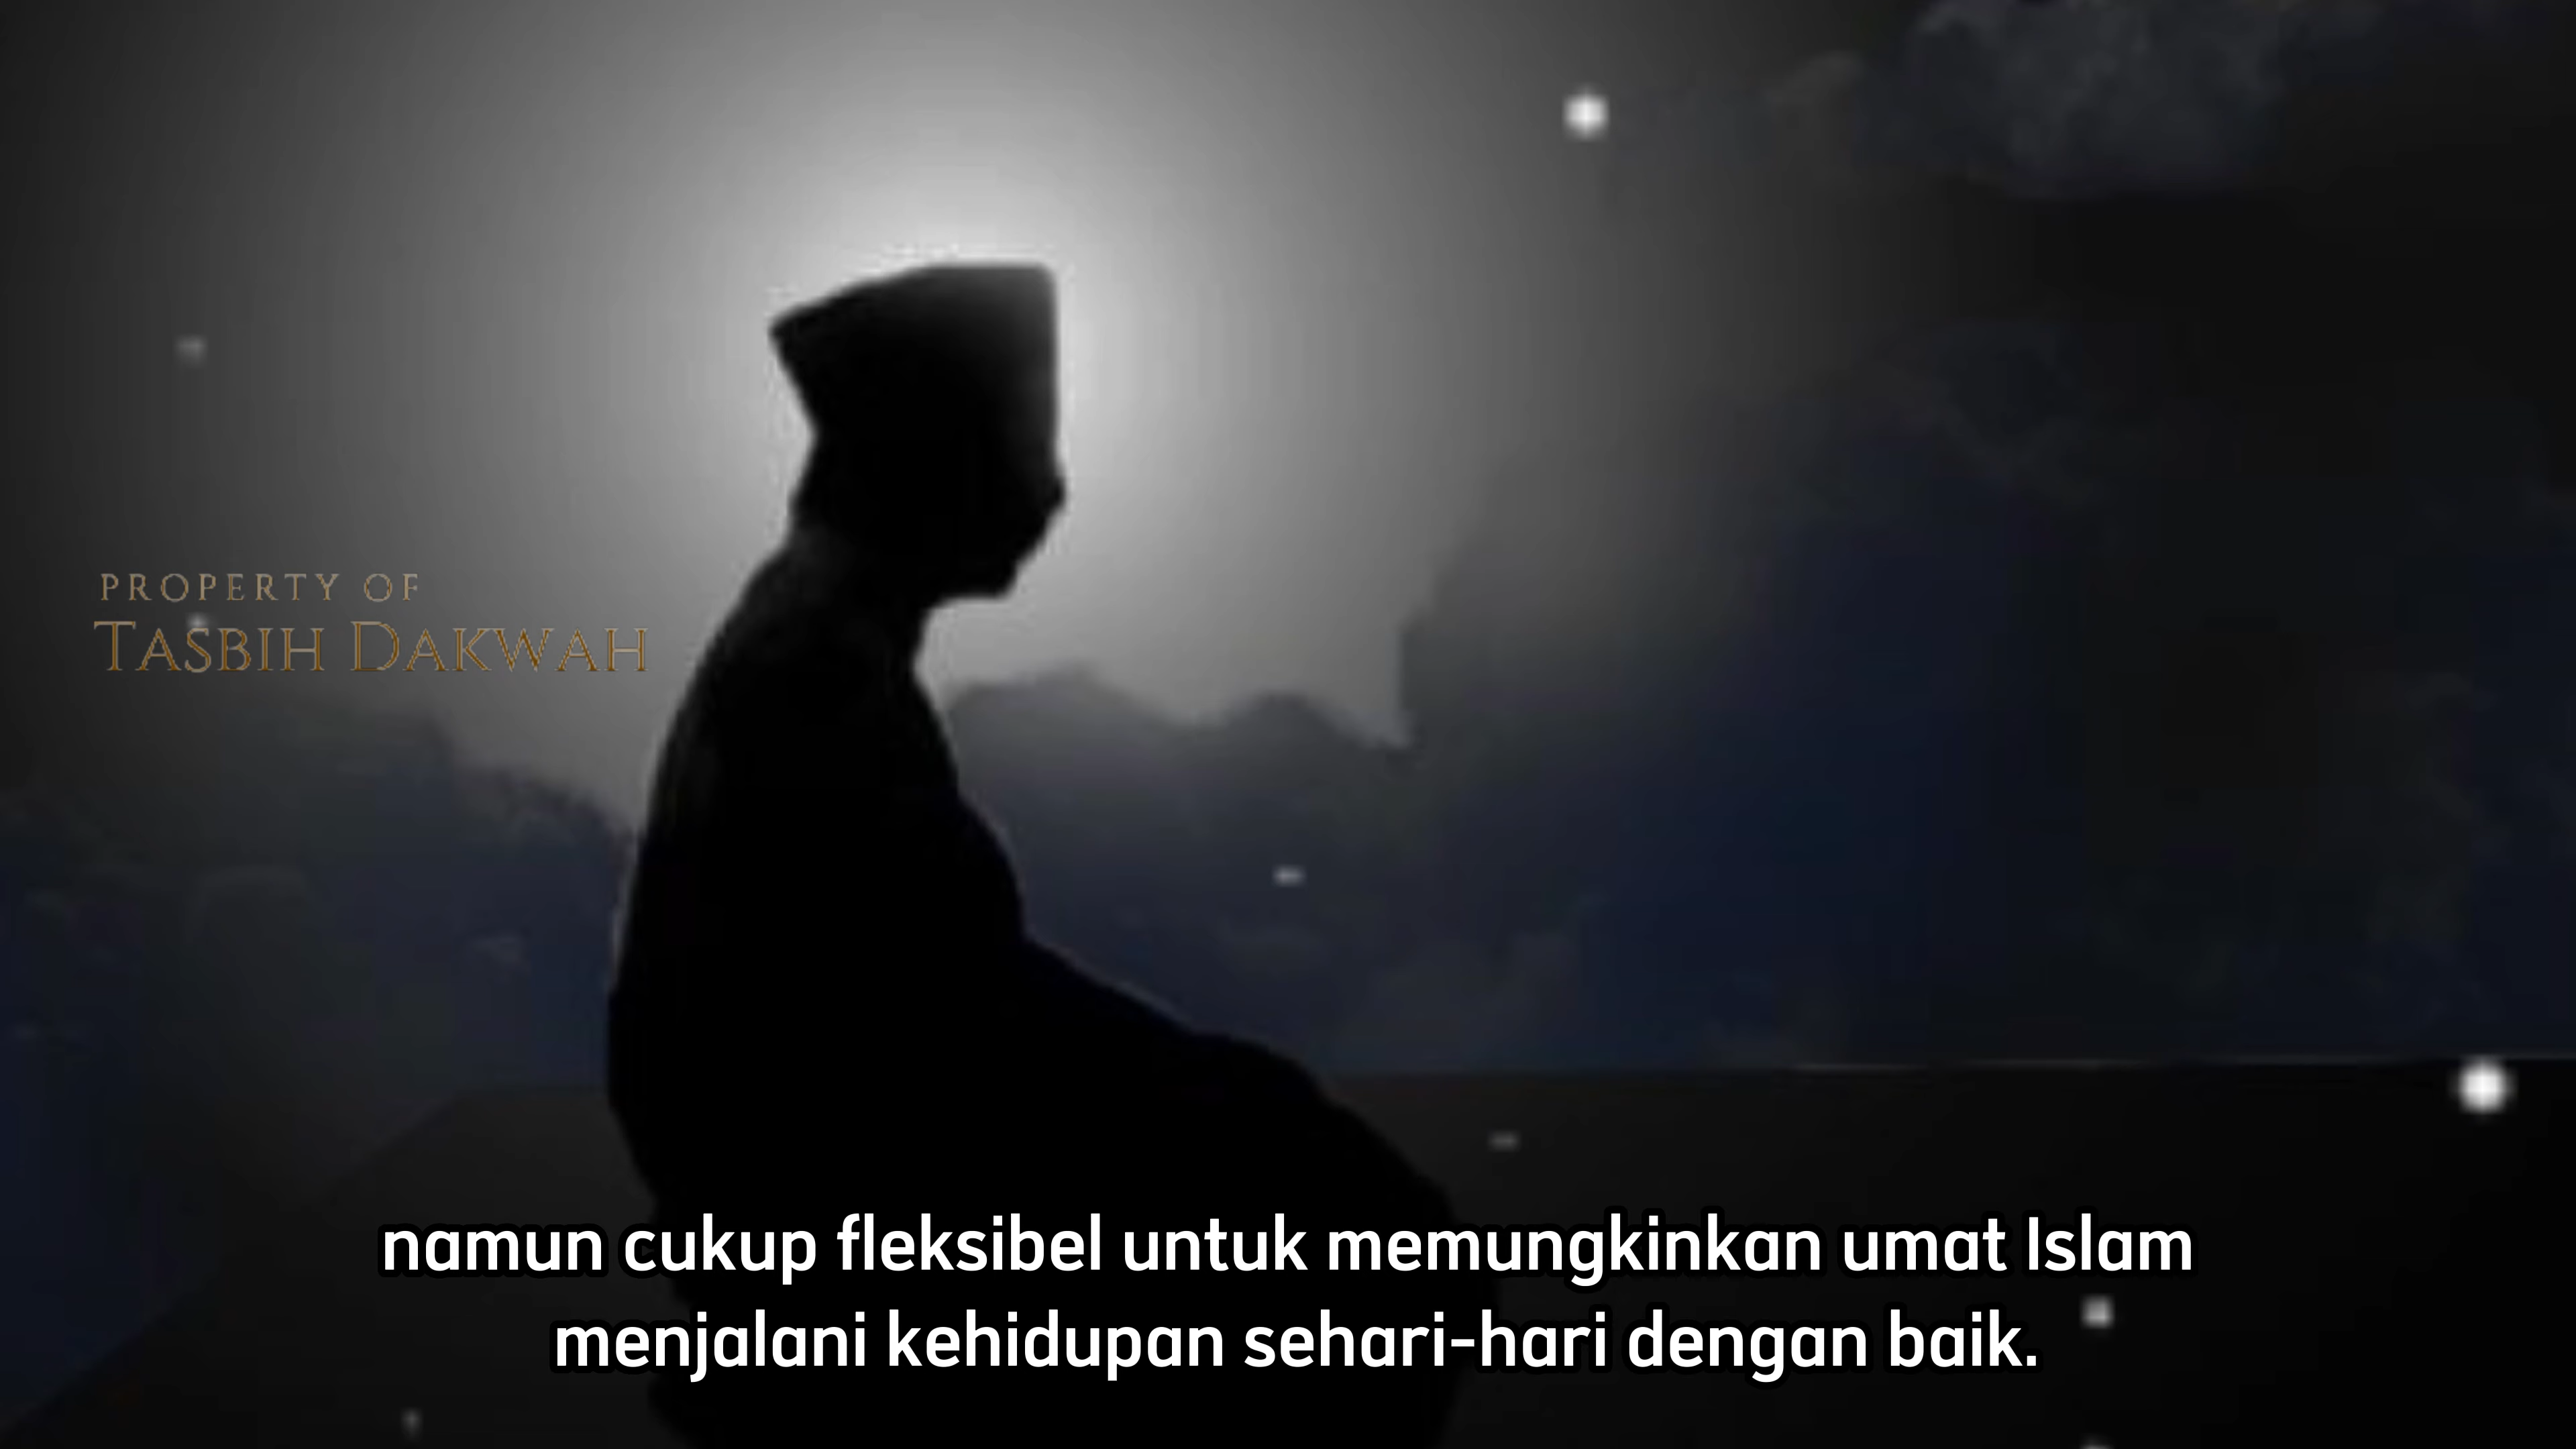 PROPERTY OF
TASBIH DAKWAH
namun cukup fleksibel untuk memungkinkan umat Islam
menjalani kehidupan sehari-hari dengan baik.